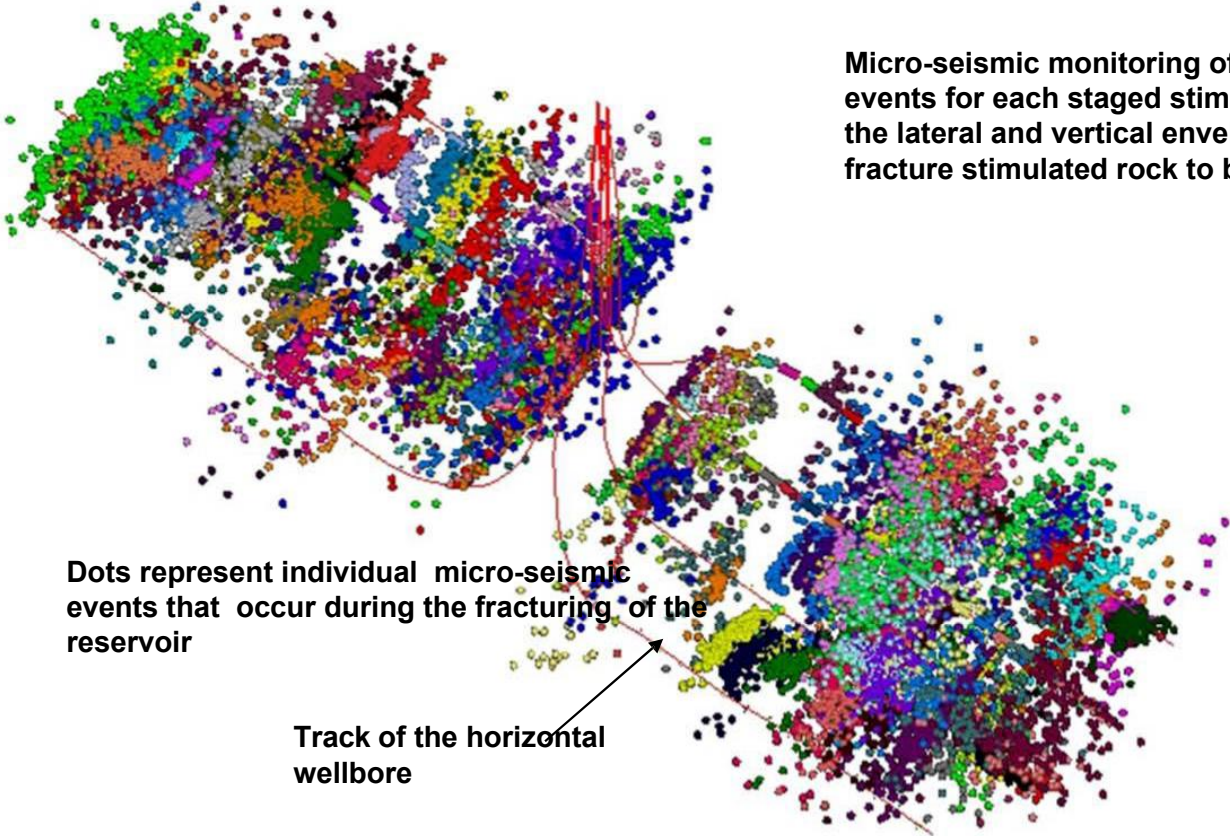 Micro-seismic monitoring of
events for each staged stim
the lateral and vertical enve
fracture stimulated rock to b
Dots represent individual micro-seismic
events that occur during the fracturing of the
reservoir
Track of the horizontal
wellbore